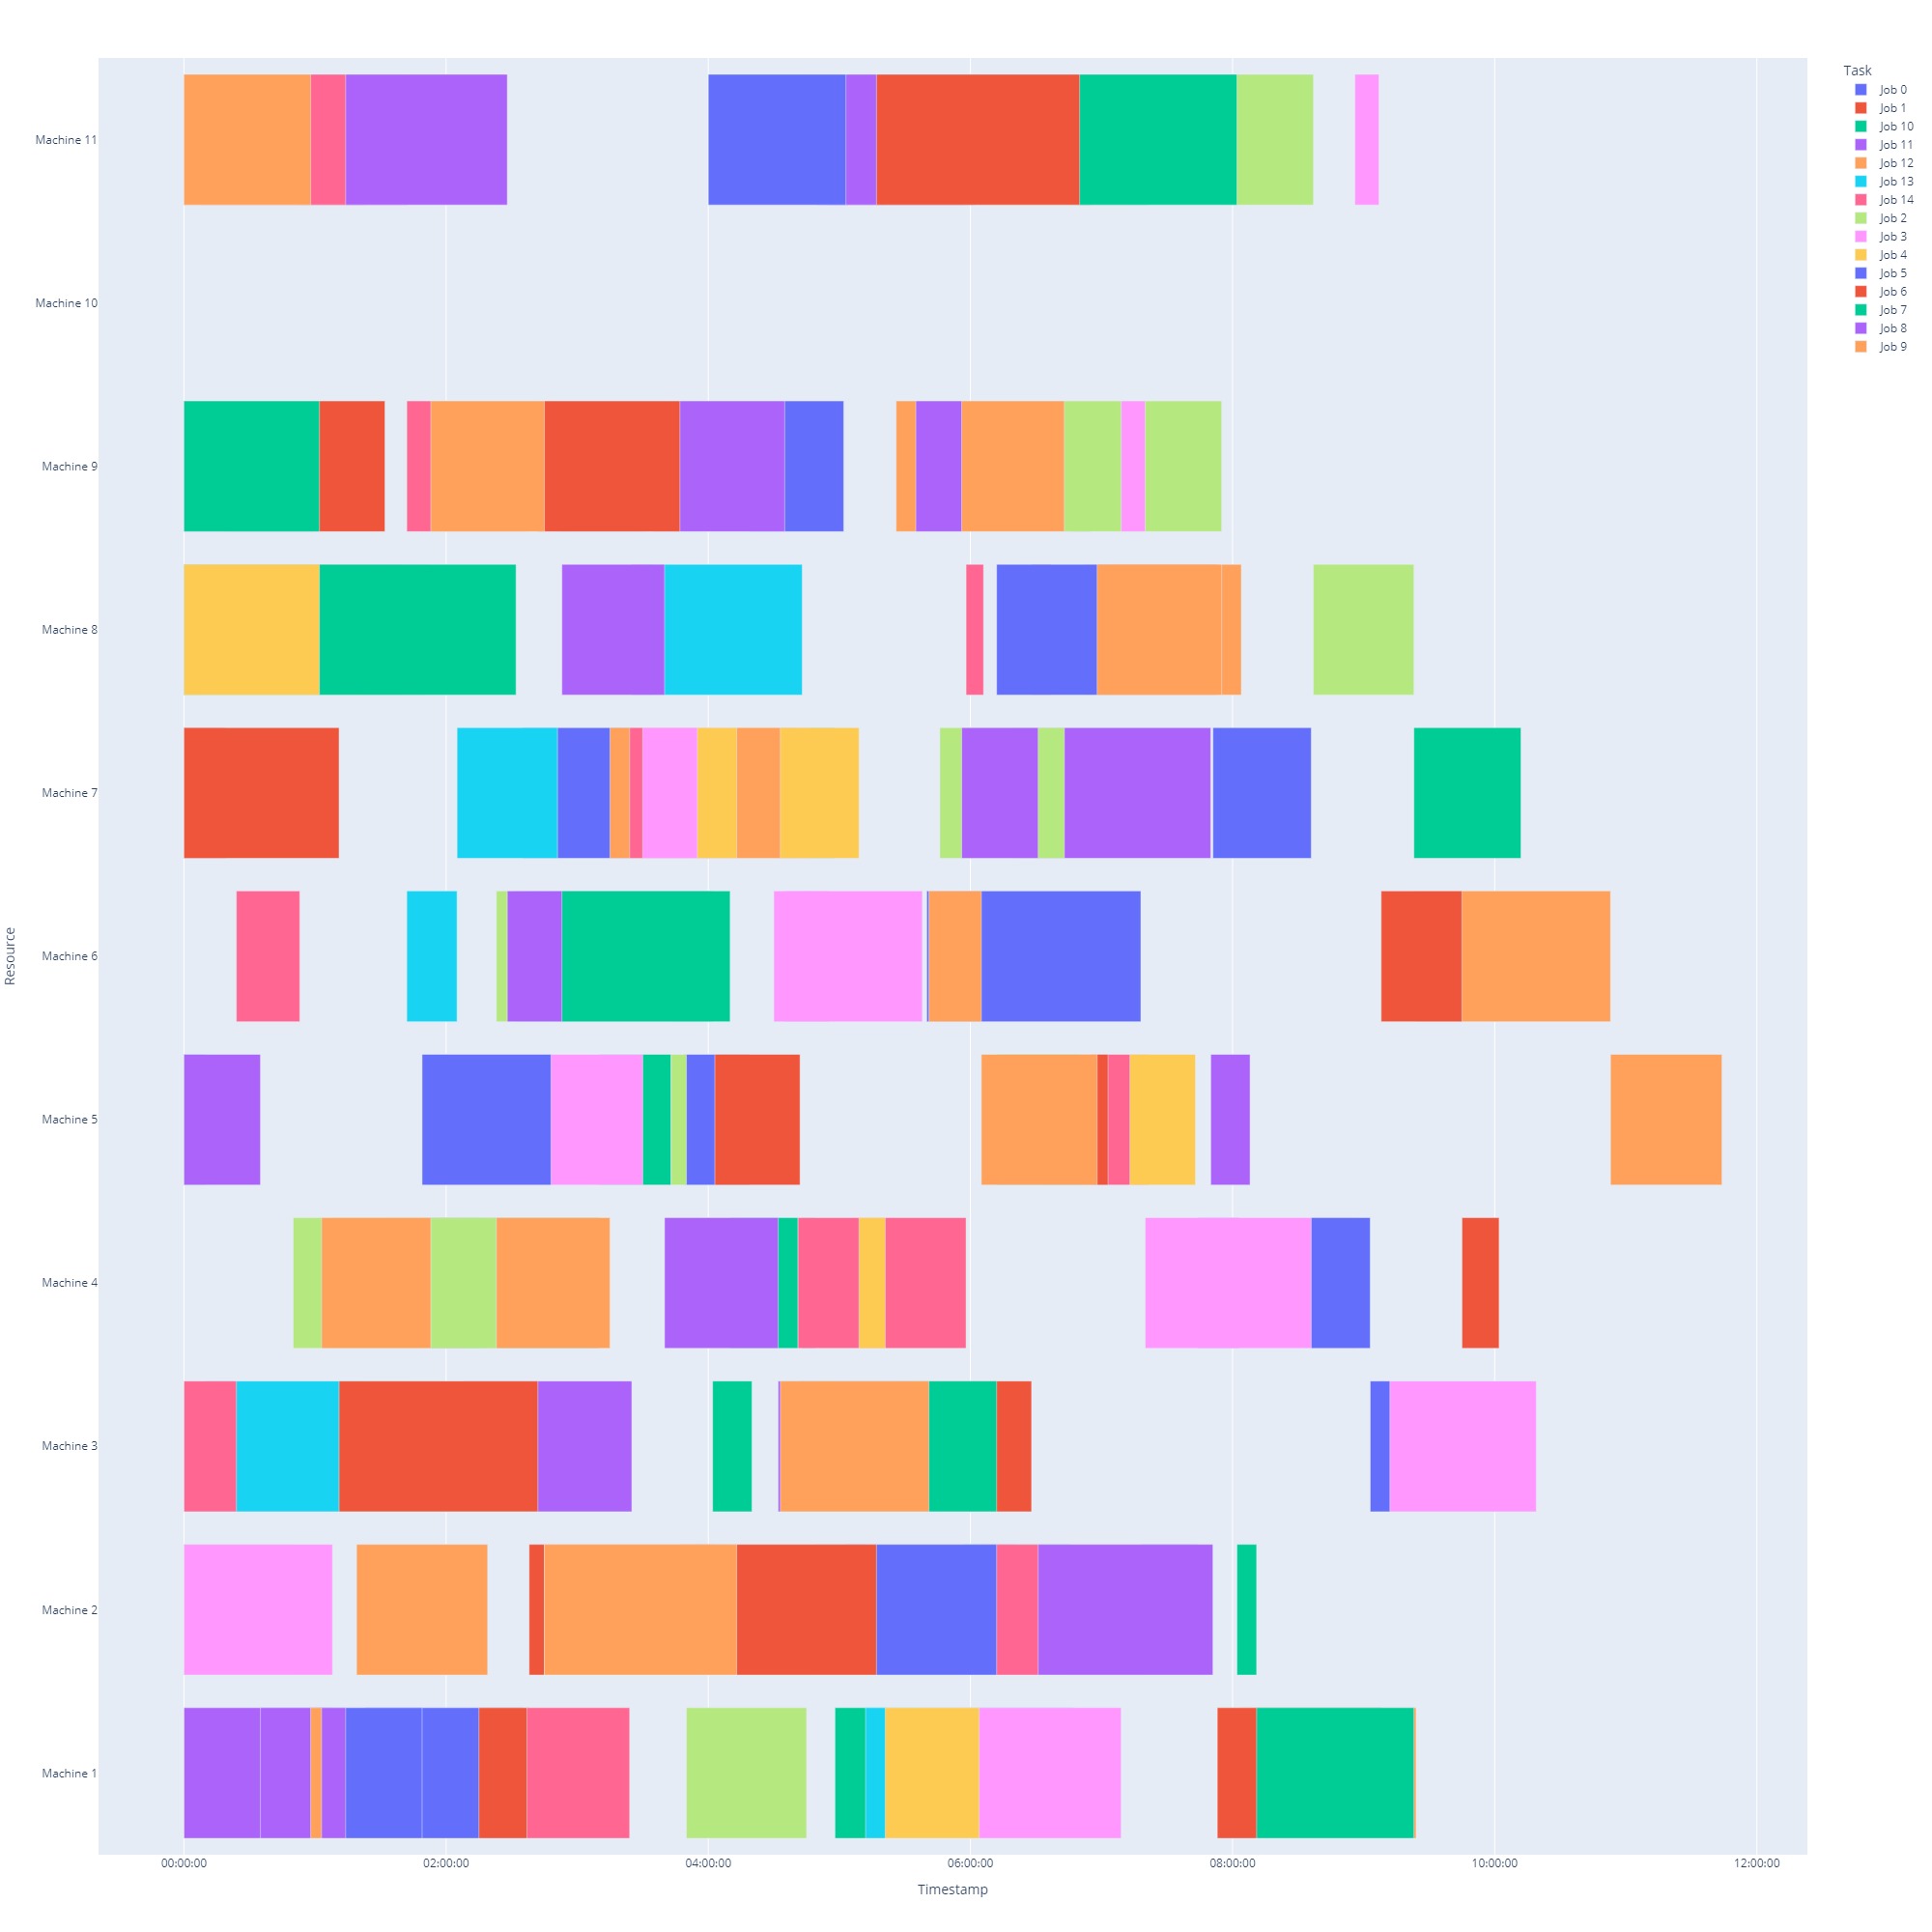 Task
Job 0
Job 1
Job 10
Job 11
Job 12
Job 13
Job 14
Job 2
Job 3
Job 4
Job 5
Job 6
Job 7
Job 8
Job 9
Machine 11
Machine 10
Machine 9
Machine 8
Machine 7
Machine 6
Machine 5
Machine 4
Machine 3
Machine 2
Machine 1
Resource
00:00:00 02:00:00 04:00:00 06:00:00 08:00:00 10:00:00 12:00:00
Timestamp